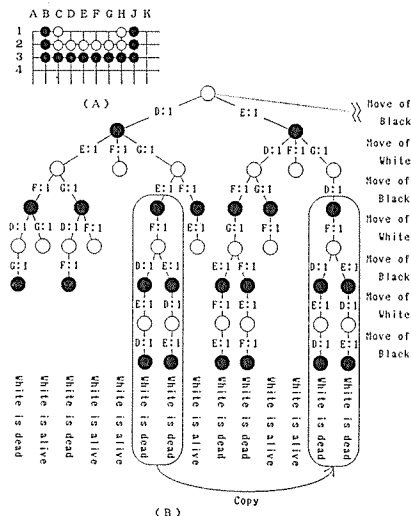 A B C D E F G H J K
1
2
3
4
(A)
D:1 E:1
Move of Black
E:1 F:1 G:1 D:1 F:1 G:1
Move of White
F:1 G:1 E:1 F:1 E:1 G:1 E:1 F:1 D:1
Move of Black
D:1 G:1 D:1 F:1 F:1 E:1 G:1 F:1 F:1
Move of White
G:1 F:1 D:1 E:1 E:1 F:1 D:1 E:1
Move of Black
E:1 D:1 F:1 E:1 E:1 D:1
Move of White
D:1 E:1 D:1 E:1
Move of Black
White is dead
White is alive
White is dead
White is alive
White is alive
White is dead
White is dead
White is alive
White is dead
White is dead
White is alive
White is alive
White is dead
White is dead
Copy
(B)